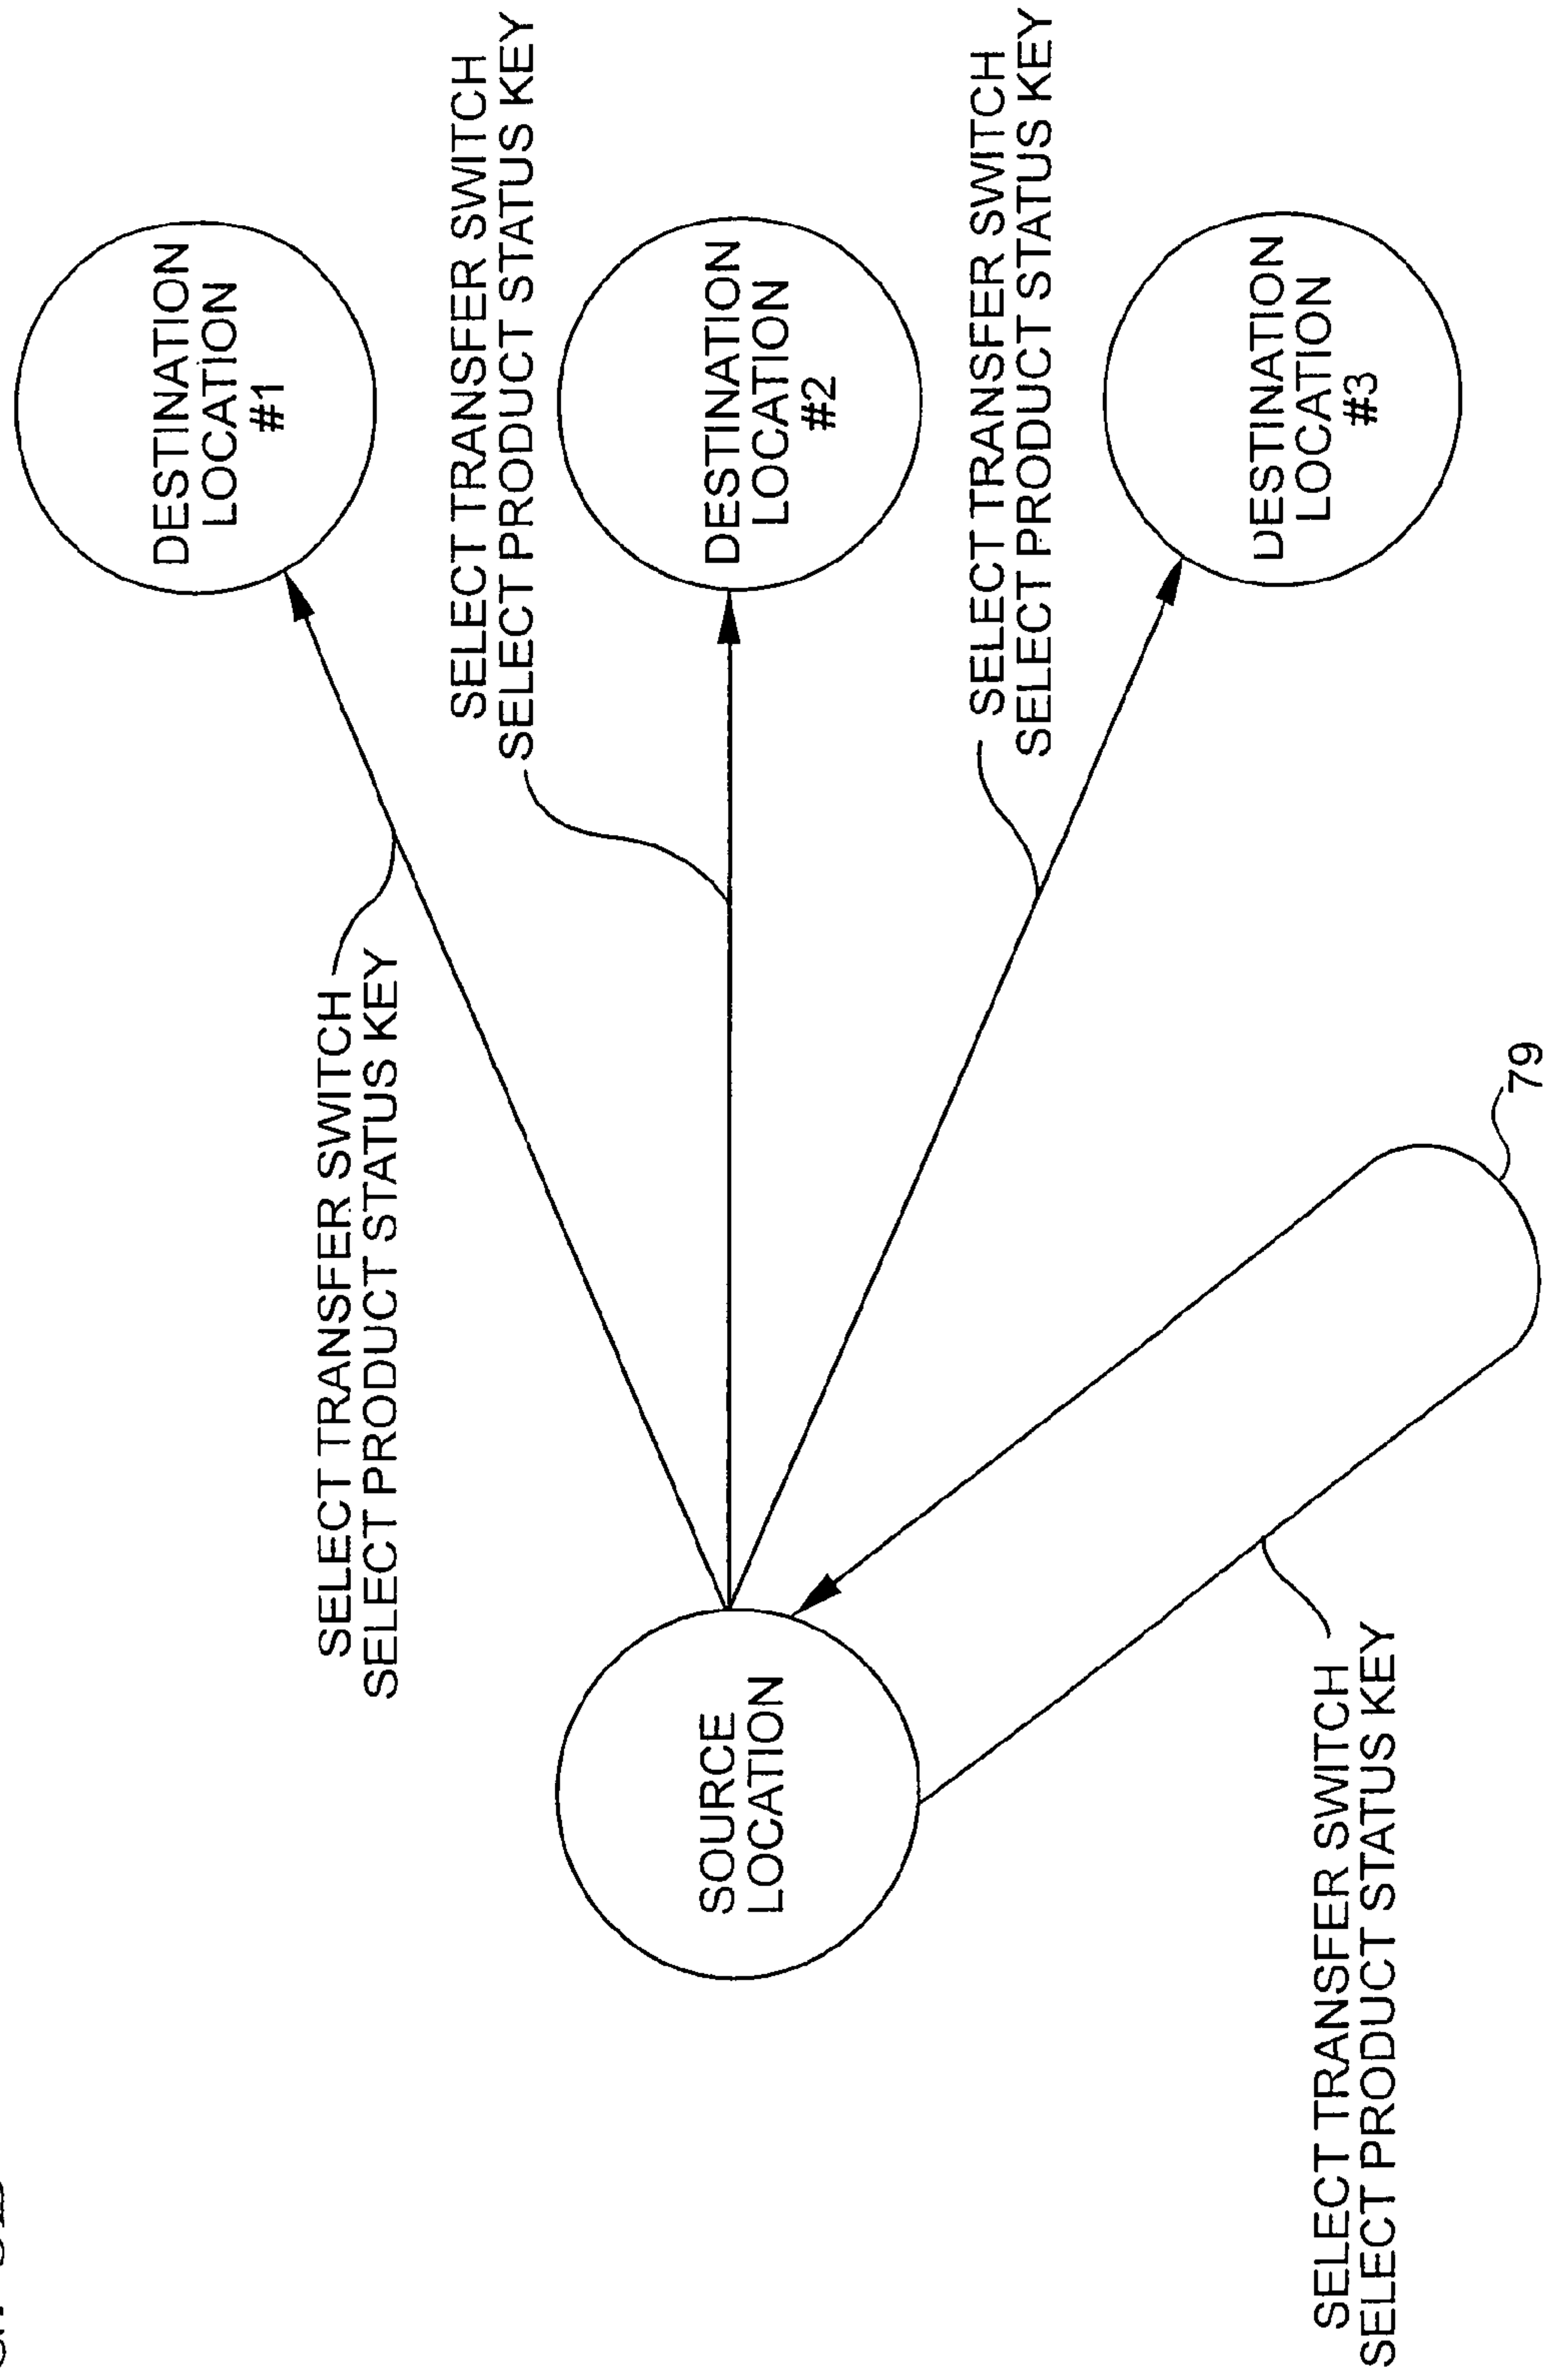 SELECT TRANSFER SWITCH
SELECT PRODUCT STATUS KEY
DESTINATION
LOCATION
#1
SELECT TRANSFER SWITCH
SELECT PRODUCT STATUS KEY
SOURCE
LOCATION
DESTINATION
LOCATION
#2
SELECT TRANSFER SWITCH
SELECT PRODUCT STATUS KEY
DESTINATION
LOCATION
#3
SELECT TRANSFER SWITCH
SELECT PRODUCT STATUS KEY
79